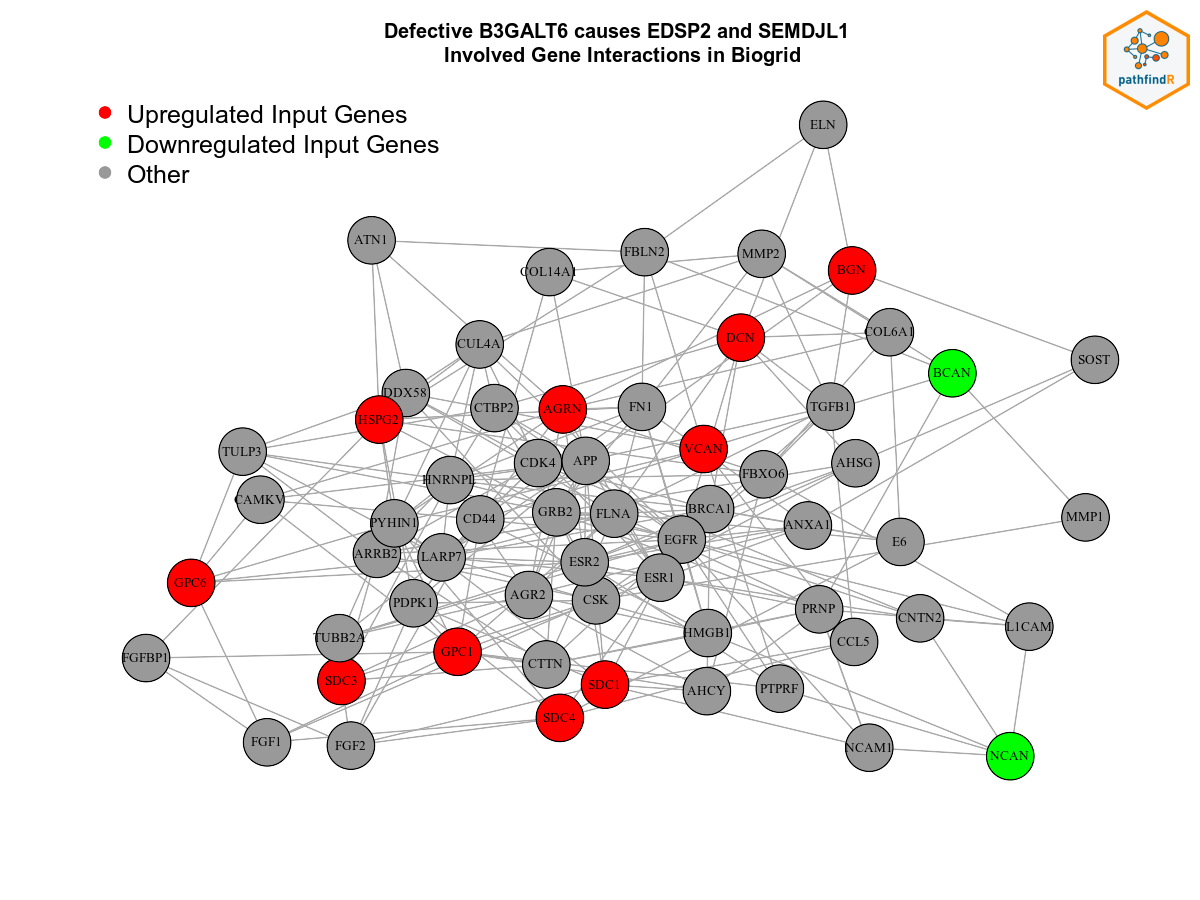 Defective B3GALT6 causes EDSP2 and SEMDJL1
Involved Gene Interactions in Biogrid
pathfindR
Upregulated Input Genes
Downregulated Input Genes
Other
ELN
ATN1
FBLN2
MMP2
COL14A1
BGN
COL6A1
DCN
CUL4A
SOST
BCAN
DDX58
CTBP2
AGRN
FN1
TGFB1
HSPG2
TULP3
VCAN
CDK4
APP
AHSG
FBXO6
HNRNPL
CAMKV
PYHIN1
CD44
GRB2
FLNA
BRCA1
MMP1
ANXA1
EGFR
E6
ARRB2
LARP7
ESR2
ESR1
GPC6
PDPK1
AGR2
CSK
PRNP
CNTN2
L1CAM
TUBB2A
HMGB1
CCL5
FGFBP1
GPC1
CTTN
SDC3
SDC1
AHCY
PTPRF
SDC4
FGF1
FGF2
NCAM1
NCAN